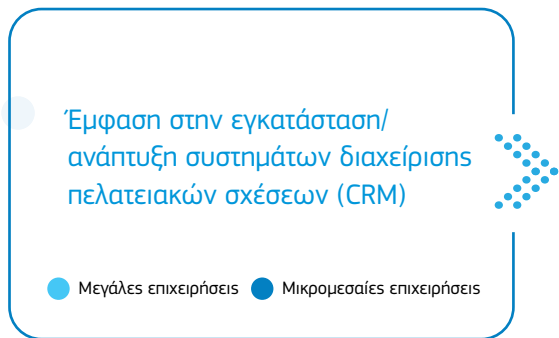 Έμφαση στην εγκατάσταση/
ανάπτυξη συστημάτων διαχείρισης
πελατειακών σχέσεων (CRM)
Μεγάλες επιχειρήσεις Μικρομεσαίες επιχειρήσεις